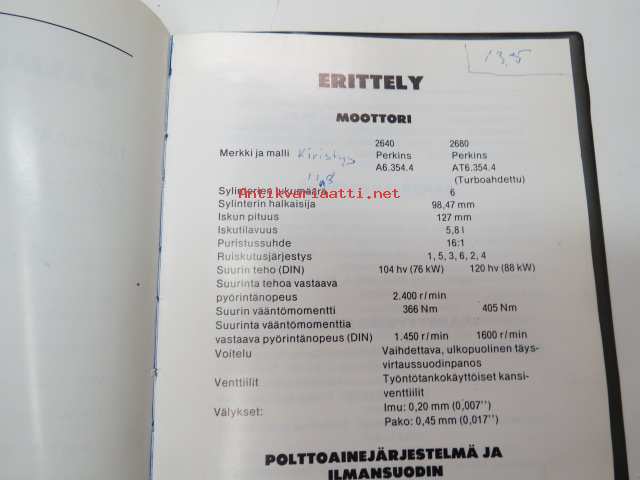 13,5
ERITTELY
MOOTTORI
2640 2680
Merkki ja malli Kiristys Perkins Perkins
A6.354.4 AT6.354.4
11,8 (Turboahdettu)
Sylinterien lukumäärä 6
Antikvariaatti.net
Sylinterin halkaisija 98,47 mm
Iskun pituus 127 mm
Iskutilavuus 5,8 l
Puristussuhde 16:1
Ruiskutusjärjestys 1, 5, 3, 6, 2, 4
Suurin teho (DIN) 104 hv (76 kW) 120 hv (88 kW)
Suurinta tehoa vastaava
pyörintänopeus 2.400 r/min
Suurin vääntömomentti 366 Nm 405 Nm
Suurinta vääntömomenttia
vastaava pyörintänopeus (DIN) 1.450 r/min 1600 r/min
Voitelu Vaihdettava, ulkopuolinen täys-
virtaussuodinpanos
Venttiilit Työntötankokäyttöiset kansi-
venttiilit
Välykset: Imu: 0,20 mm (0,007'')
Pako: 0,45 mm (0,017'')
POLTTOAINEJÄRJESTELMÄ JA
ILMANSUODIN